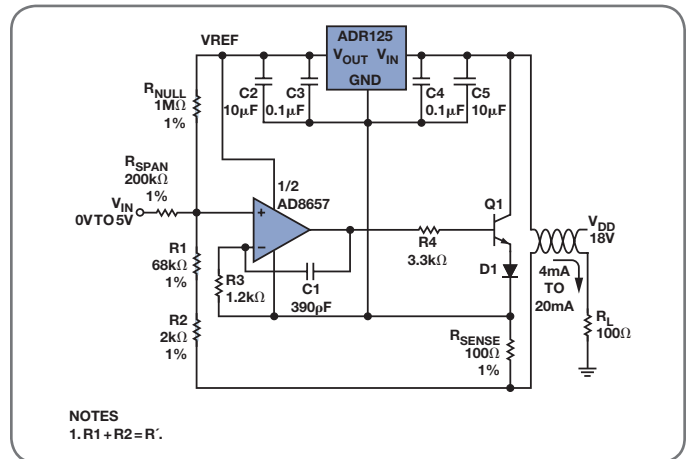 ADR125
VOUT VIN
GND
VREF
C2
10µF
C3
0.1µF
C4
0.1µF
C5
10µF
RNULL
1MΩ
1%
RSPAN
200kΩ
1%
VIN
0V TO 5V
1/2
AD8657
+
–
Q1
R4
3.3kΩ
D1
VDD
18V
4mA
TO
20mA
R1
68kΩ
1%
R3
1.2kΩ
C1
390pF
RL
100Ω
R2
2kΩ
1%
RSENSE
100Ω
1%
NOTES
1. R1 + R2 = R´.